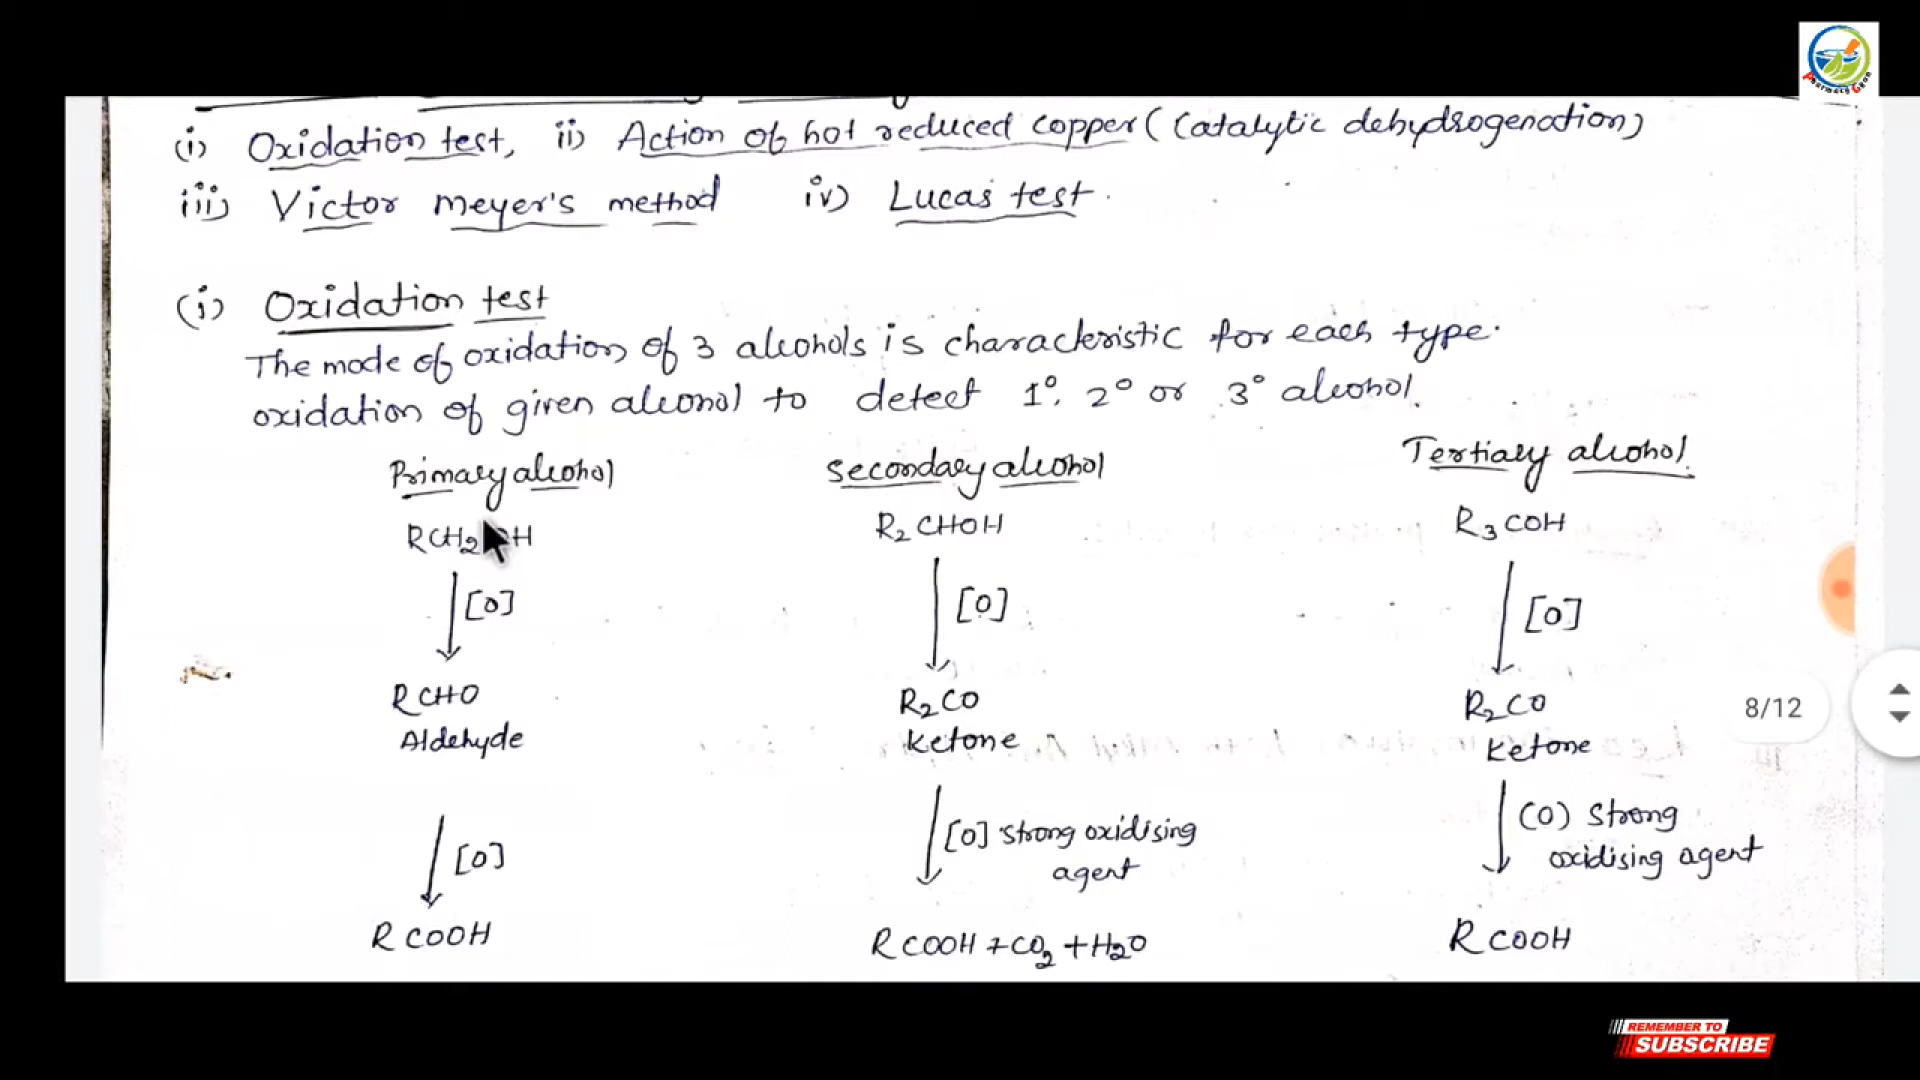 (i) Oxidation test, ii) Action of hot reduced copper (Catalytic dehydrogenation)
iii) Victor meyer's method iv) Lucas test.
(i) Oxidation test
The mode of oxidation of 3 alcohols is characteristic for each type.
oxidation of given alcohol to detect 1°, 2° or 3° alcohol.
Primary alcohol Secondary alcohol Tertiary alcohol.
RCH2OH R2CHOH R3COH
[O] [O] [O]
RCHO R2CO R2CO
Aldehyde Ketone Ketone
8/12
[O] [O] Strong oxidising agent (O) Strong oxidising agent
RCOOH RCOOH + CO2 + H2O RCOOH
Pharmacy Gyan
REMEMBER TO
SUBSCRIBE